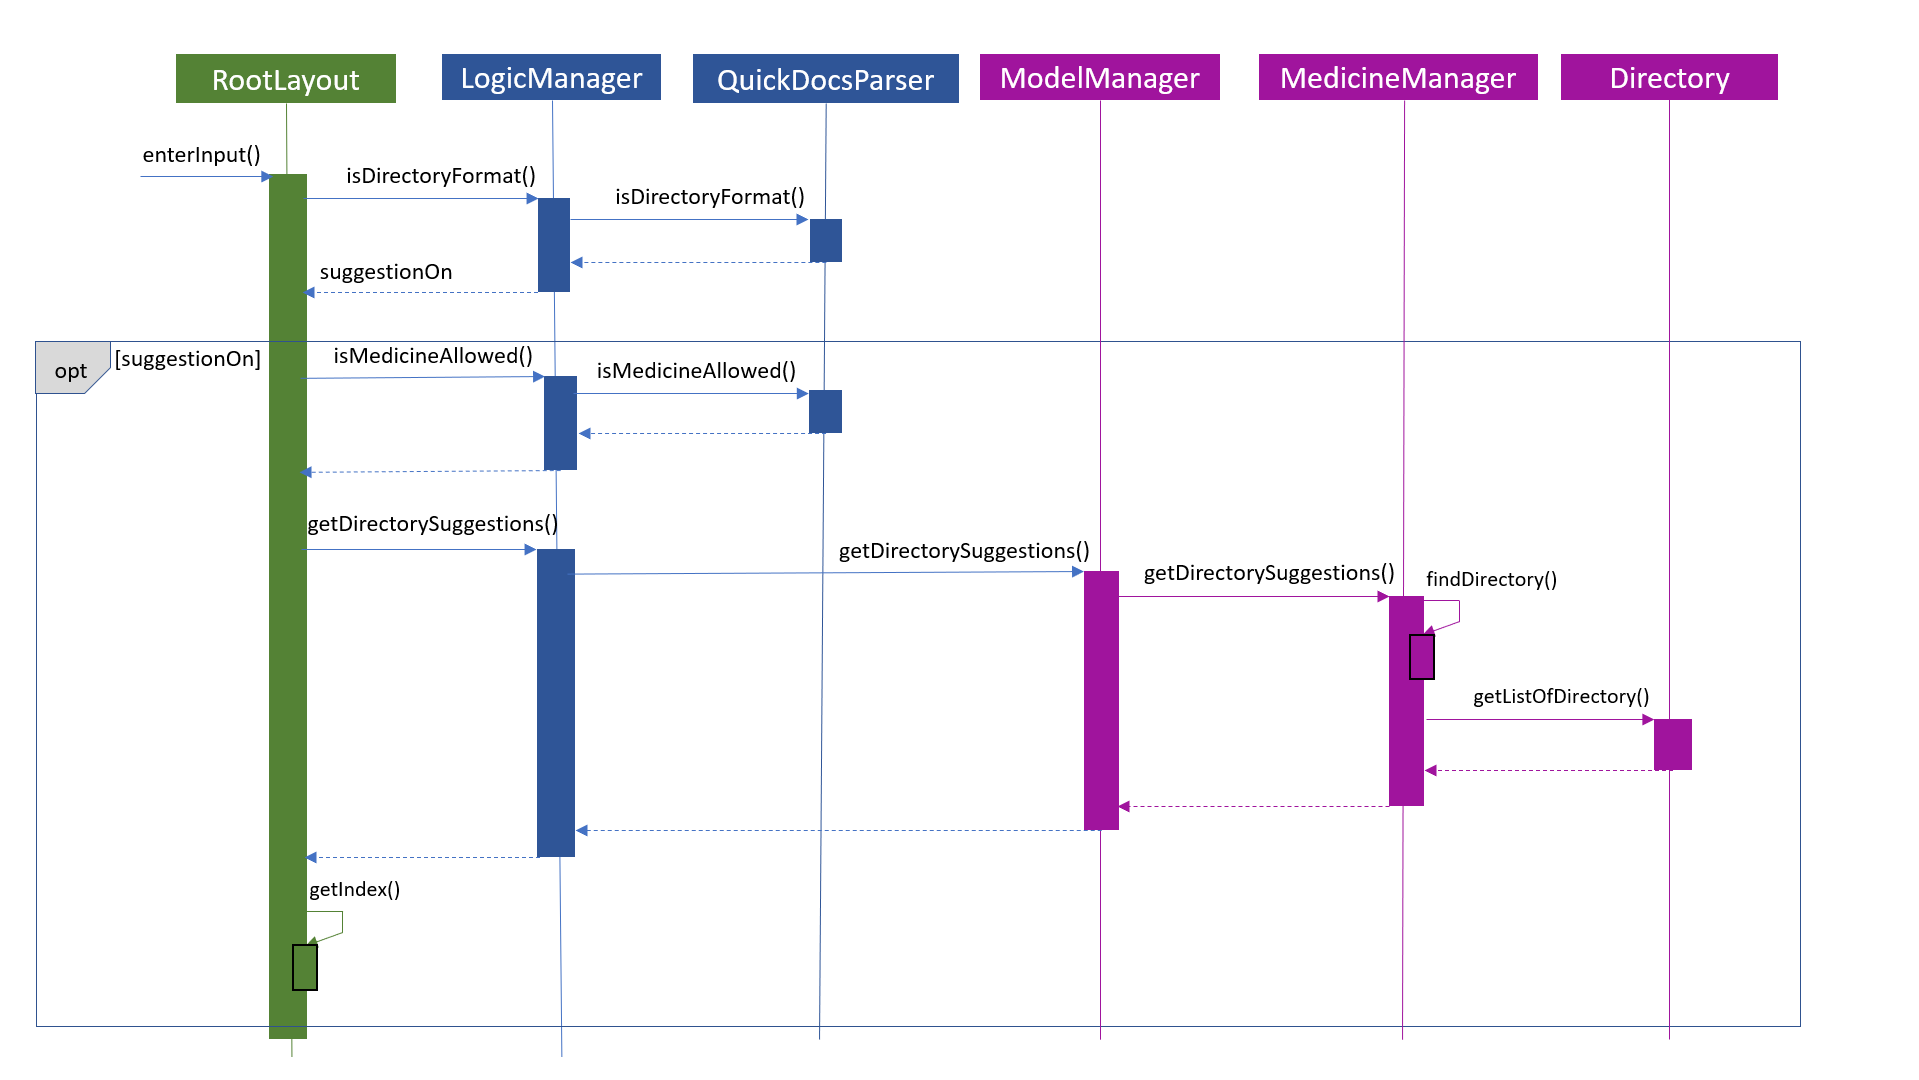 RootLayout
LogicManager
QuickDocsParser
ModelManager
MedicineManager
Directory
enterInput()
isDirectoryFormat()
isDirectoryFormat()
suggestionOn
opt
[suggestionOn]
isMedicineAllowed()
isMedicineAllowed()
getDirectorySuggestions()
getDirectorySuggestions()
getDirectorySuggestions()
findDirectory()
getListOfDirectory()
getIndex()